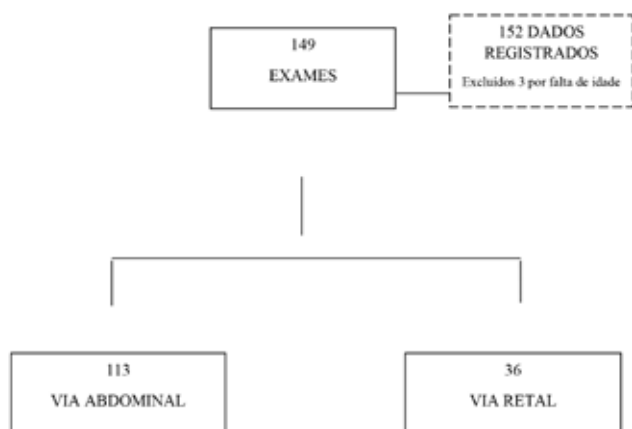 149
EXAMES
152 DADOS
REGISTRADOS
Excluídos 3 por falta de idade
113
VIA ABDOMINAL
36
VIA RETAL